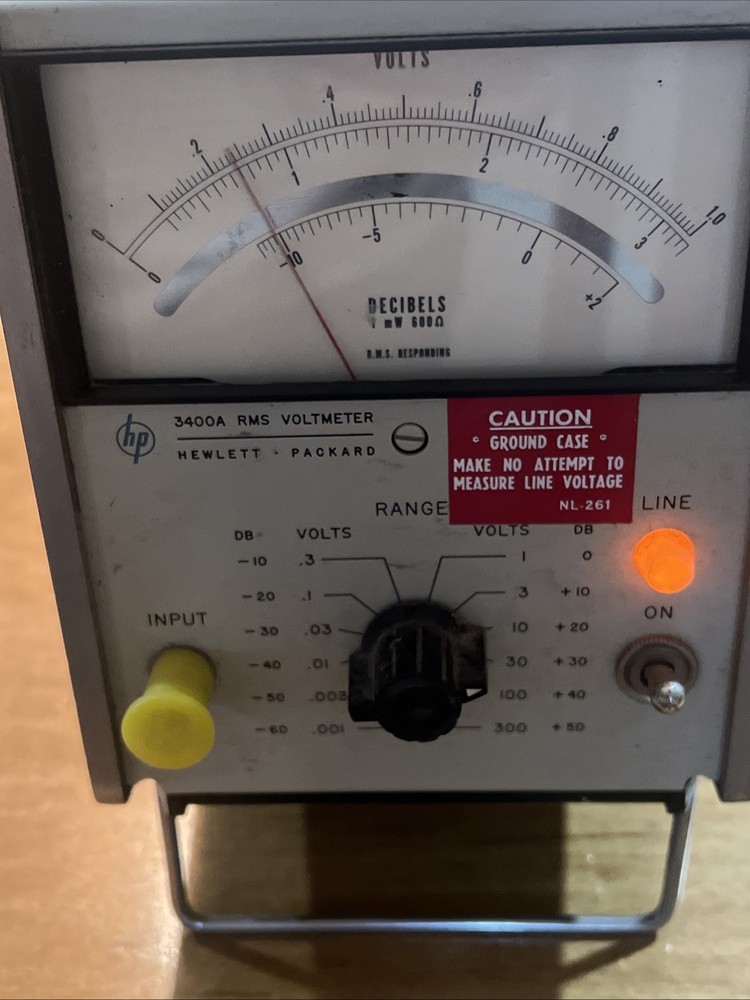 VOLTS
0 .2 .4 .6 .8 1.0
0 1 2 3
-10 -5 0 +2
DECIBELS
1 mW 600Ω
R.M.S. RESPONDING
hp
3400A RMS VOLTMETER
HEWLETT · PACKARD
CAUTION
° GROUND CASE °
MAKE NO ATTEMPT TO
MEASURE LINE VOLTAGE
NL-261
RANGE
LINE
DB VOLTS VOLTS DB
-10 .3 1 0
-20 .1 3 +10
ON
INPUT
-30 .03 10 +20
-40 .01 30 +30
-50 .003 100 +40
-60 .001 300 +50